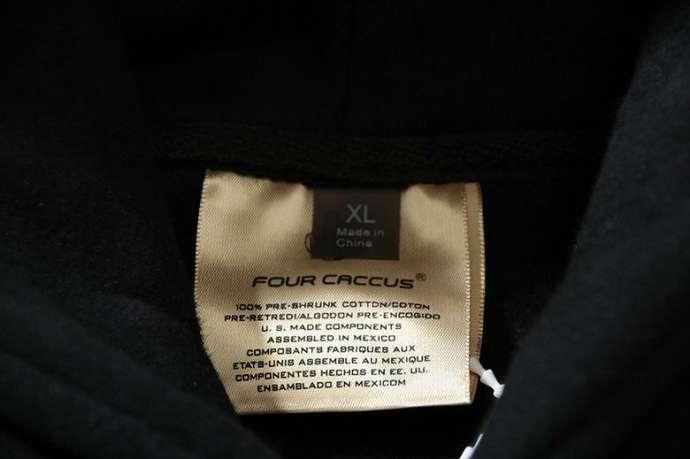 XL
Made in
China
FOUR CACCUS®
100% PRE-SHRUNK COTTON/COTON
PRE-RETREDI/ALGODON PRE-ENCOGIDO
U. S. MADE COMPONENTS
ASSEMBLED IN MEXICO
COMPOSANTS FABRIQUES AUX
ETATS-UNIS ASSEMBLE AU MEXIQUE
COMPONENTES HECHOS EN EE. UU.
ENSAMBLADO EN MEXICOM